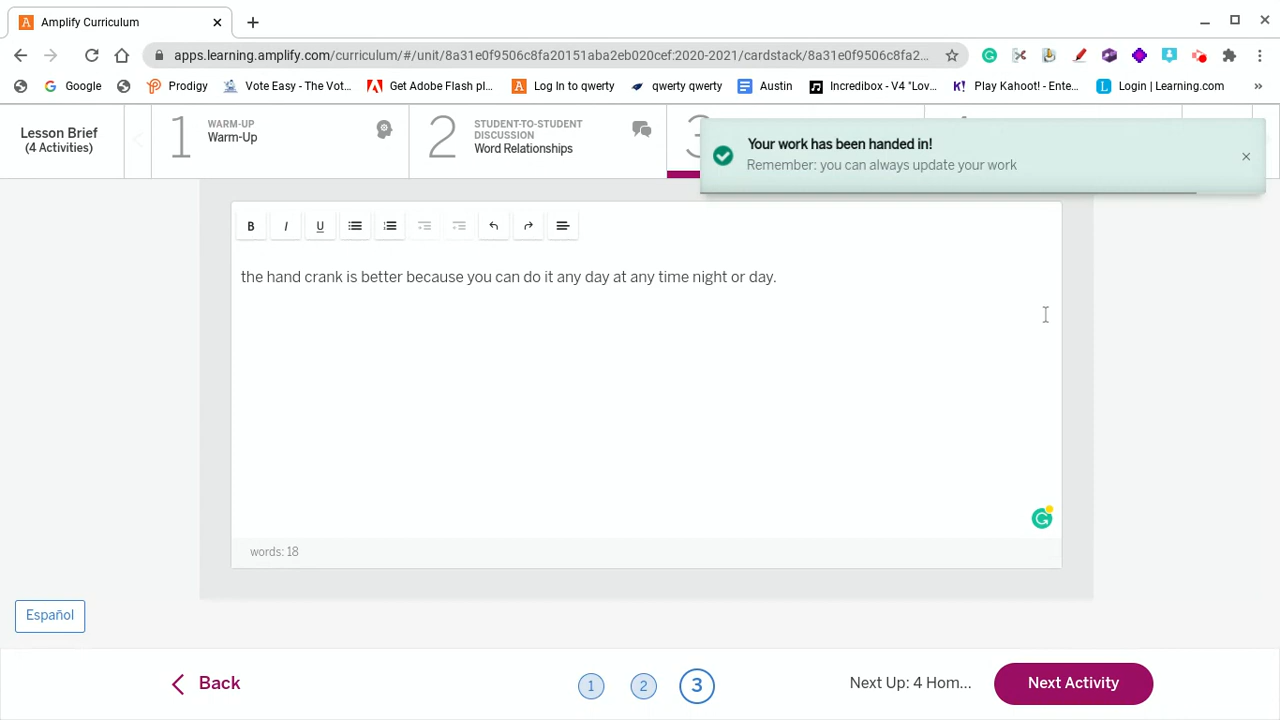 Amplify Curriculum
apps.learning.amplify.com/curriculum/#/unit/8a31e0f9506c8fa20151aba2eb020cef:2020-2021/cardstack/8a31e0f9506c8fa2...
Google
Prodigy
Vote Easy - The Vot...
Get Adobe Flash pl...
Log In to qwerty
qwerty qwerty
Austin
Incredibox - V4 "Lov...
Play Kahoot! - Ente...
Login | Learning.com
»
Lesson Brief
(4 Activities)
1
WARM-UP
Warm-Up
2
STUDENT-TO-STUDENT
DISCUSSION
Word Relationships
3
Your work has been handed in!
Remember: you can always update your work
B I U
the hand crank is better because you can do it any day at any time night or day.
words: 18
Español
Back
1 2 3
Next Up: 4 Hom...
Next Activity